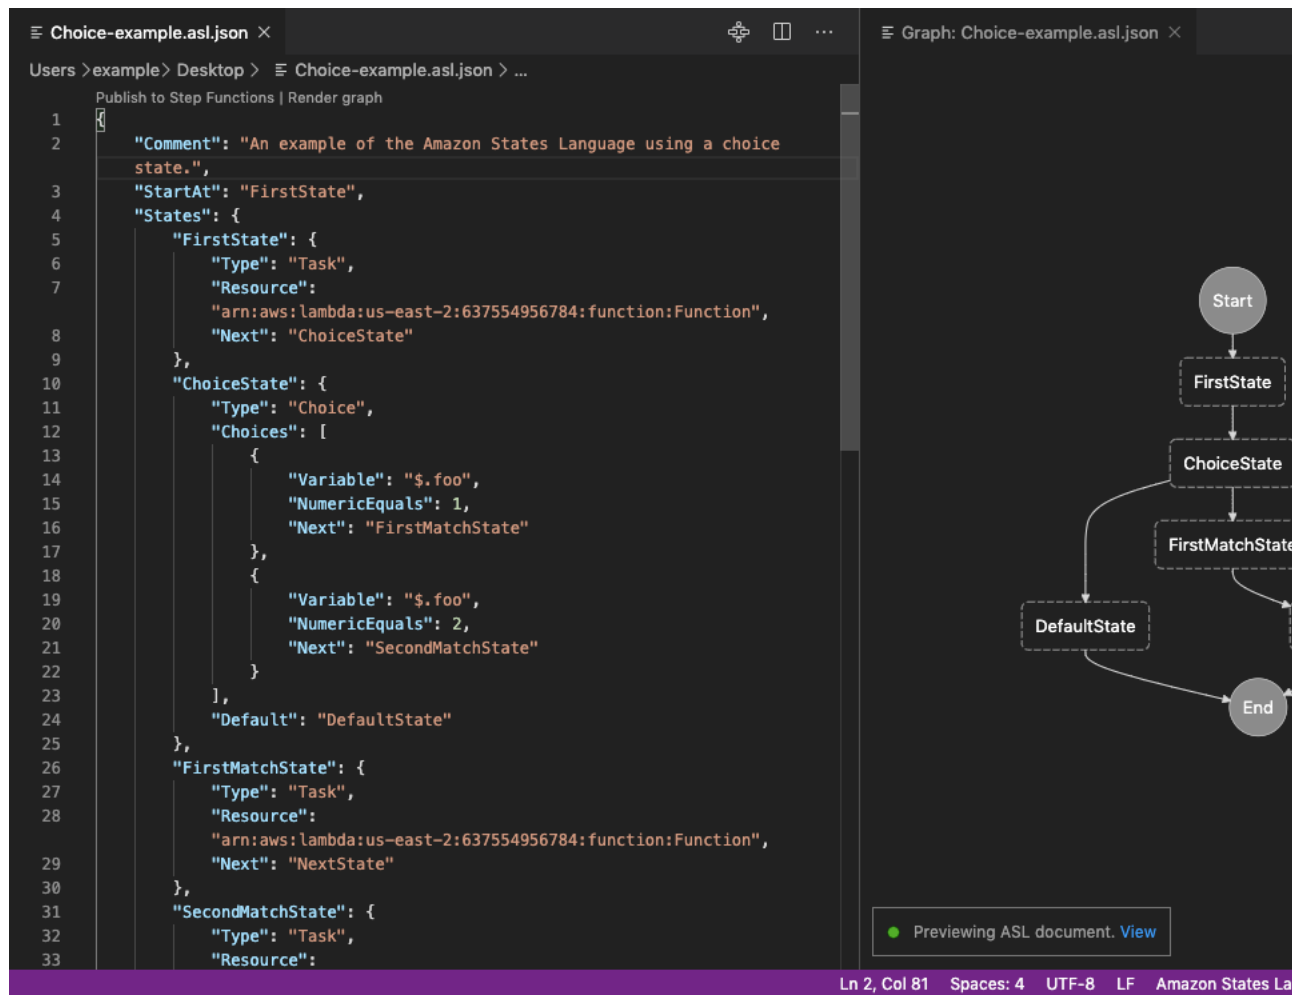 Choice-example.asl.json
Users > example > Desktop > Choice-example.asl.json > ...
Publish to Step Functions | Render graph
1 {
2 "Comment": "An example of the Amazon States Language using a choice
state.",
3 "StartAt": "FirstState",
4 "States": {
5 "FirstState": {
6 "Type": "Task",
7 "Resource":
"arn:aws:lambda:us-east-2:637554956784:function:Function",
8 "Next": "ChoiceState"
9 },
10 "ChoiceState": {
11 "Type": "Choice",
12 "Choices": [
13 {
14 "Variable": "$.foo",
15 "NumericEquals": 1,
16 "Next": "FirstMatchState"
17 },
18 {
19 "Variable": "$.foo",
20 "NumericEquals": 2,
21 "Next": "SecondMatchState"
22 }
23 ],
24 "Default": "DefaultState"
25 },
26 "FirstMatchState": {
27 "Type": "Task",
28 "Resource":
"arn:aws:lambda:us-east-2:637554956784:function:Function",
29 "Next": "NextState"
30 },
31 "SecondMatchState": {
32 "Type": "Task",
33 "Resource":
Graph: Choice-example.asl.json
Start
FirstState
ChoiceState
FirstMatchState
DefaultState
End
Previewing ASL document. View
Ln 2, Col 81 Spaces: 4 UTF-8 LF Amazon States La